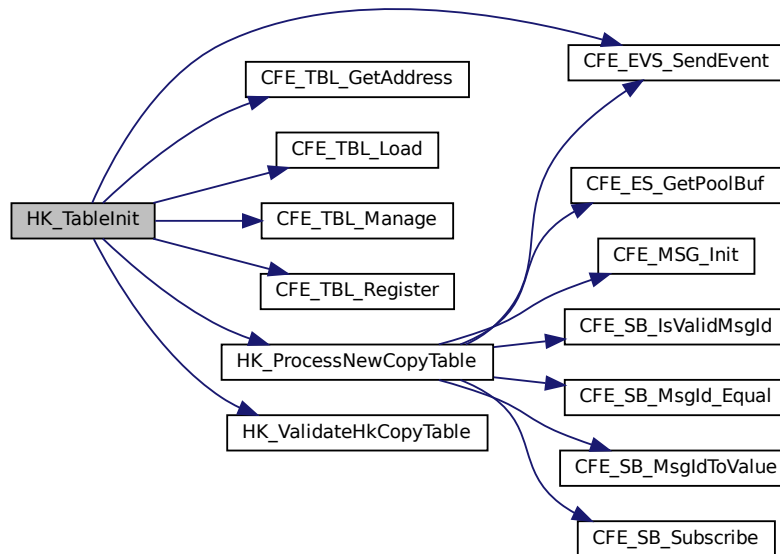 HK_TableInit
CFE_TBL_GetAddress
CFE_TBL_Load
CFE_TBL_Manage
CFE_TBL_Register
HK_ProcessNewCopyTable
HK_ValidateHkCopyTable
CFE_EVS_SendEvent
CFE_ES_GetPoolBuf
CFE_MSG_Init
CFE_SB_IsValidMsgId
CFE_SB_MsgId_Equal
CFE_SB_MsgIdToValue
CFE_SB_Subscribe